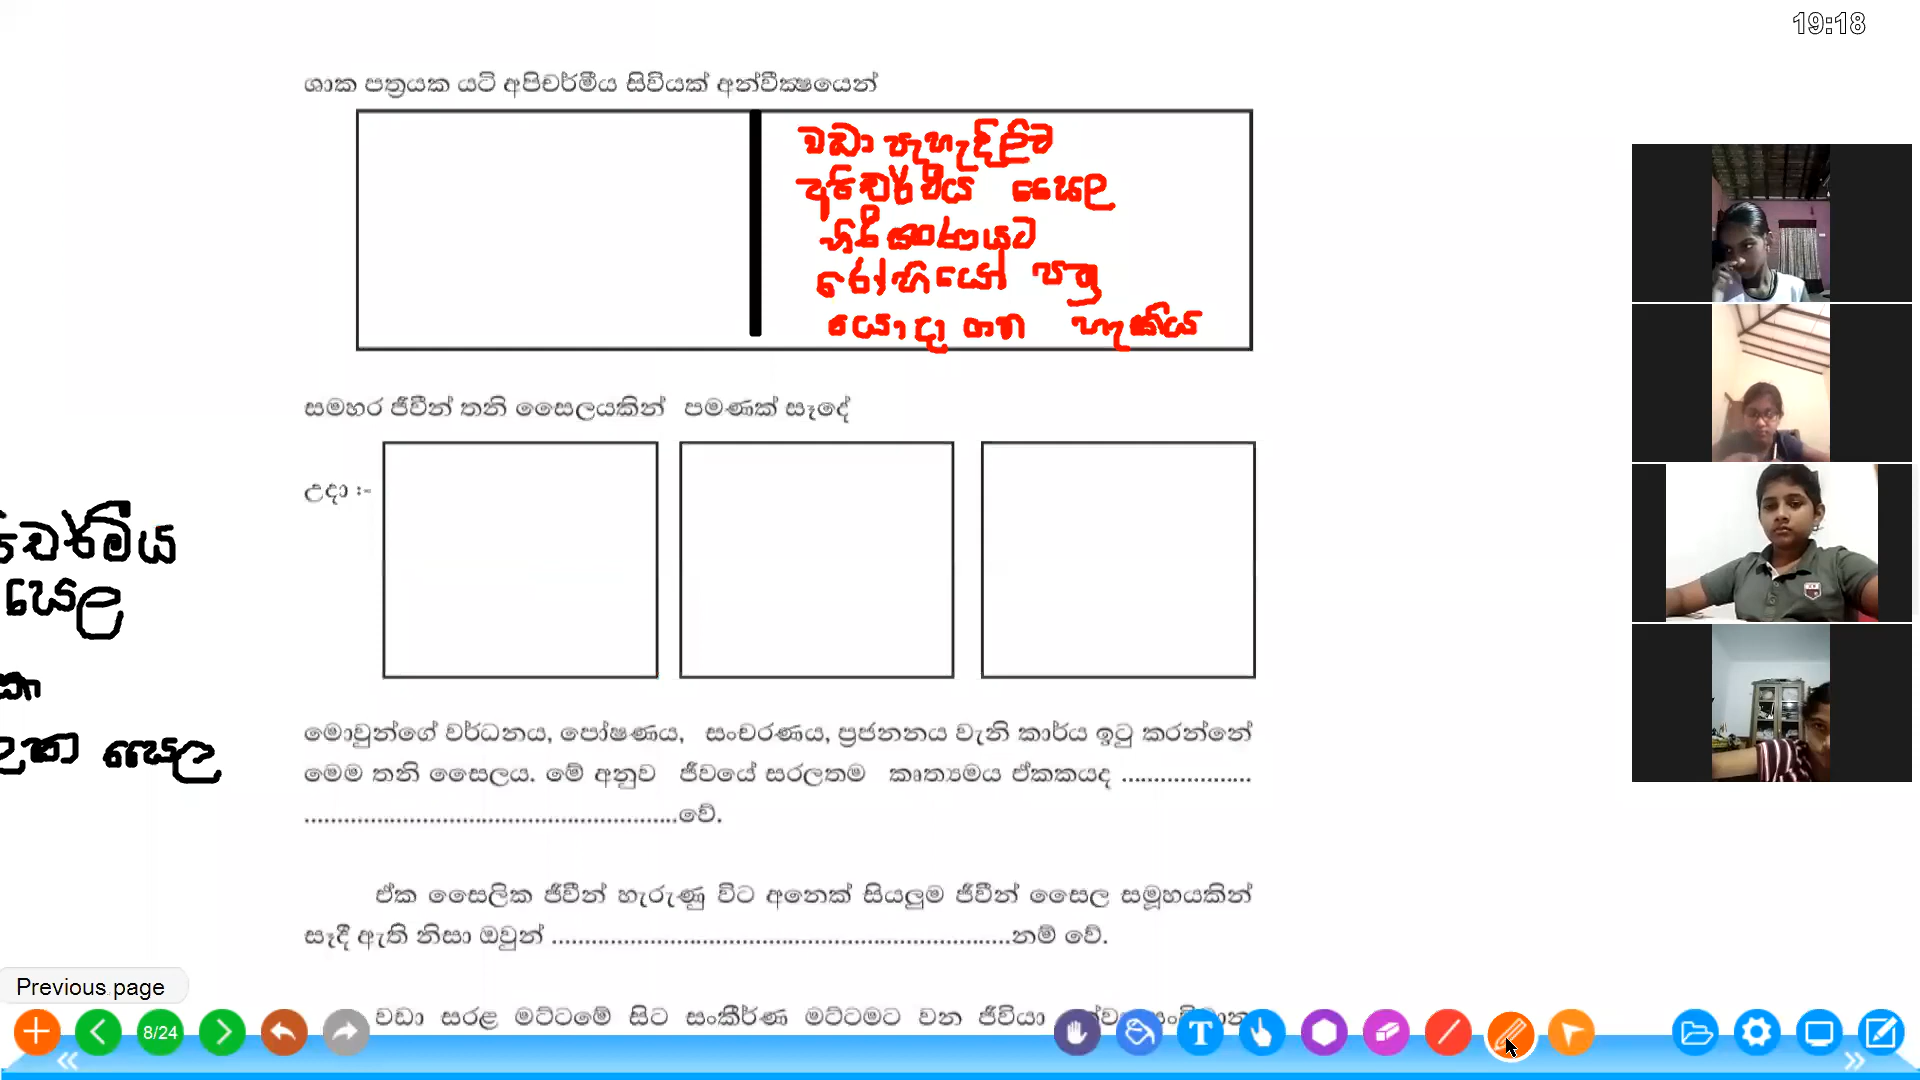 19:18
ශාක පත්‍රයක යටි අපිචර්මීය සිවියක් අන්වීක්ෂයෙන්
වඩා පැහැදිලිව
අපිචර්මීය සෛල
නිරීක්ෂණයට
රෝහියෝ පත්‍ර
යොදා ගත හැකිය
සමහර ජීවීන් තනි සෛලයකින් පමණක් සෑදේ
උදා :-
චර්මීය
සෛල
සෛල
මොවුන්ගේ වර්ධනය, පෝෂණය, සංචරණය, ප්‍රජනනය වැනි කාර්ය ඉටු කරන්නේ
මෙම තනි සෛලය. මේ අනුව ජීවයේ සරලතම කෘත්‍යමය ඒකකයද ....................
.........................................................වේ.
ඒක සෛලික ජීවීන් හැරුණු විට අනෙක් සියලුම ජීවීන් සෛල සමූහයකින්
සෑදී ඇති නිසා ඔවුන් ......................................................................නම් වේ.
Previous page
වඩා සරළ මට්ටමේ සිට සංකීර්ණ මට්ටමට වන ජීවියා
8/24
T